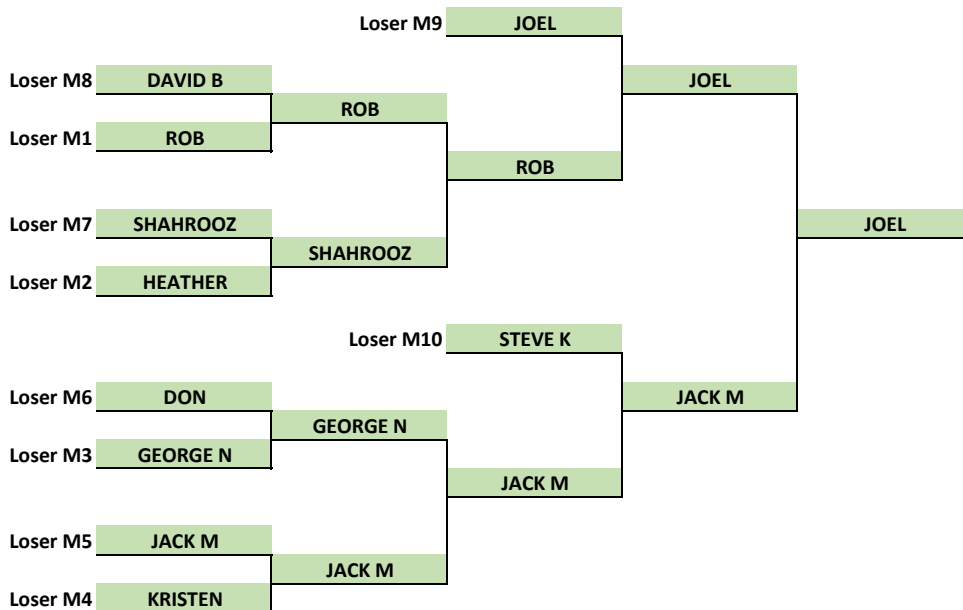 Loser M9 JOEL
Loser M8 DAVID B JOEL
ROB
Loser M1 ROB
ROB
Loser M7 SHAHROOZ JOEL
SHAHROOZ
Loser M2 HEATHER
Loser M10 STEVE K
Loser M6 DON JACK M
GEORGE N
Loser M3 GEORGE N
JACK M
Loser M5 JACK M
JACK M
Loser M4 KRISTEN